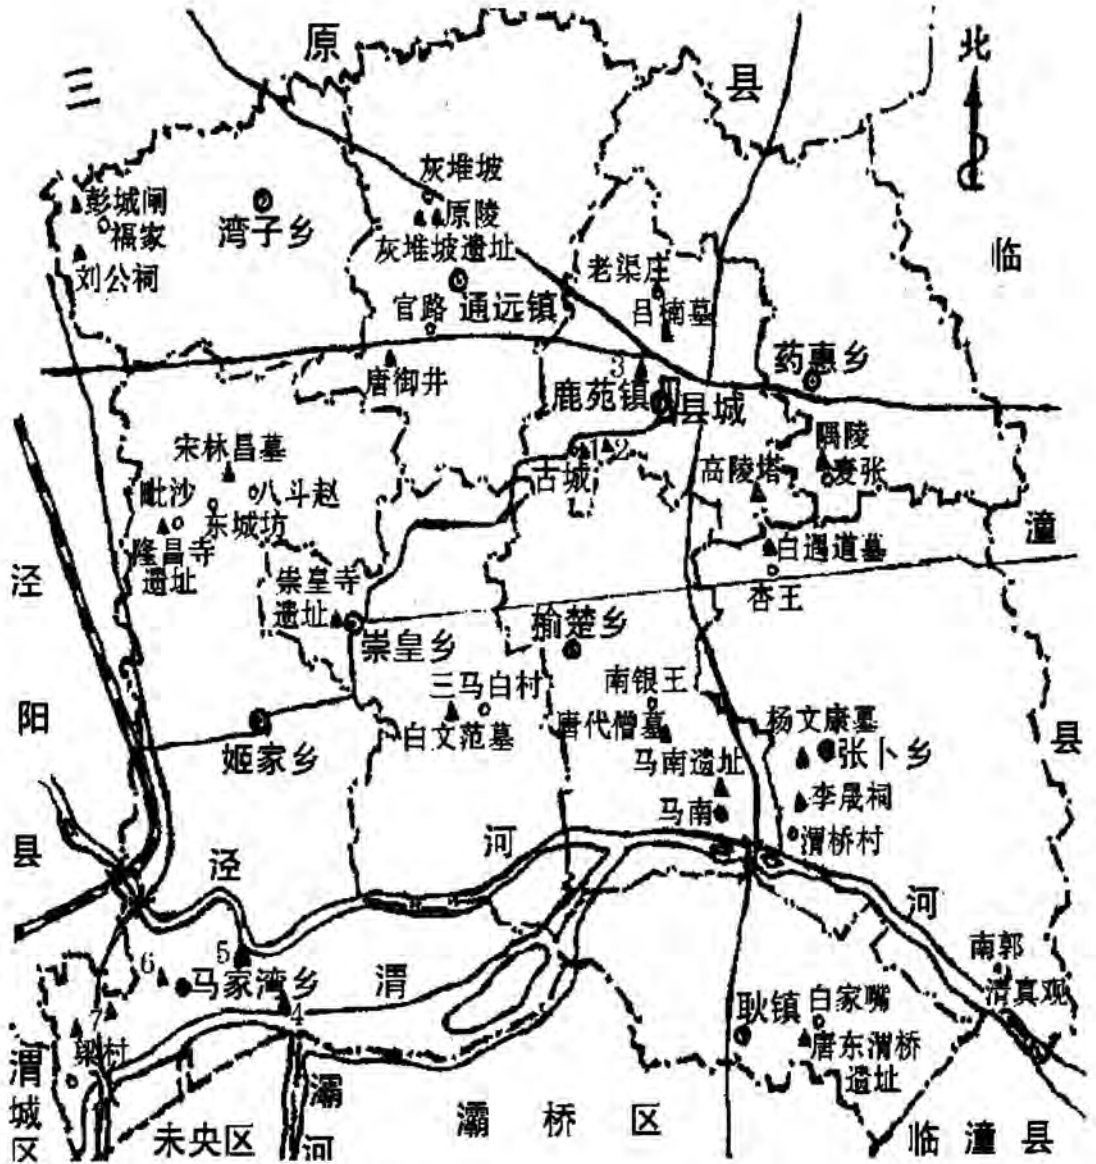 三
原
县
北
灰堆坡
彭城闸
福家
刘公祠
湾子乡
原陵
灰堆坡遗址
临
老渠庄
吕楠墓
官路
通远镇
唐御井
3
药惠乡
鹿苑镇
县城
宋林昌墓
毗沙
八斗赵
东城坊
隆昌寺
遗址
1
2
古城
高陵塔
隅陵
麦张
潼
白遇道墓
杏王
泾
崇皇寺
遗址
崇皇乡
榆楚乡
三马白村
白文范墓
南银王
唐代僧墓
马南遗址
马南
阳
杨文康墓
张卜乡
县
李晟祠
渭桥村
姬家乡
县
泾
河
河
南郭
清真观
5
6
马家湾乡
渭
4
7
梁村
耿镇
白家嘴
唐东渭桥
遗址
渭
城
区
未央区
灞
河
灞桥区
临潼县